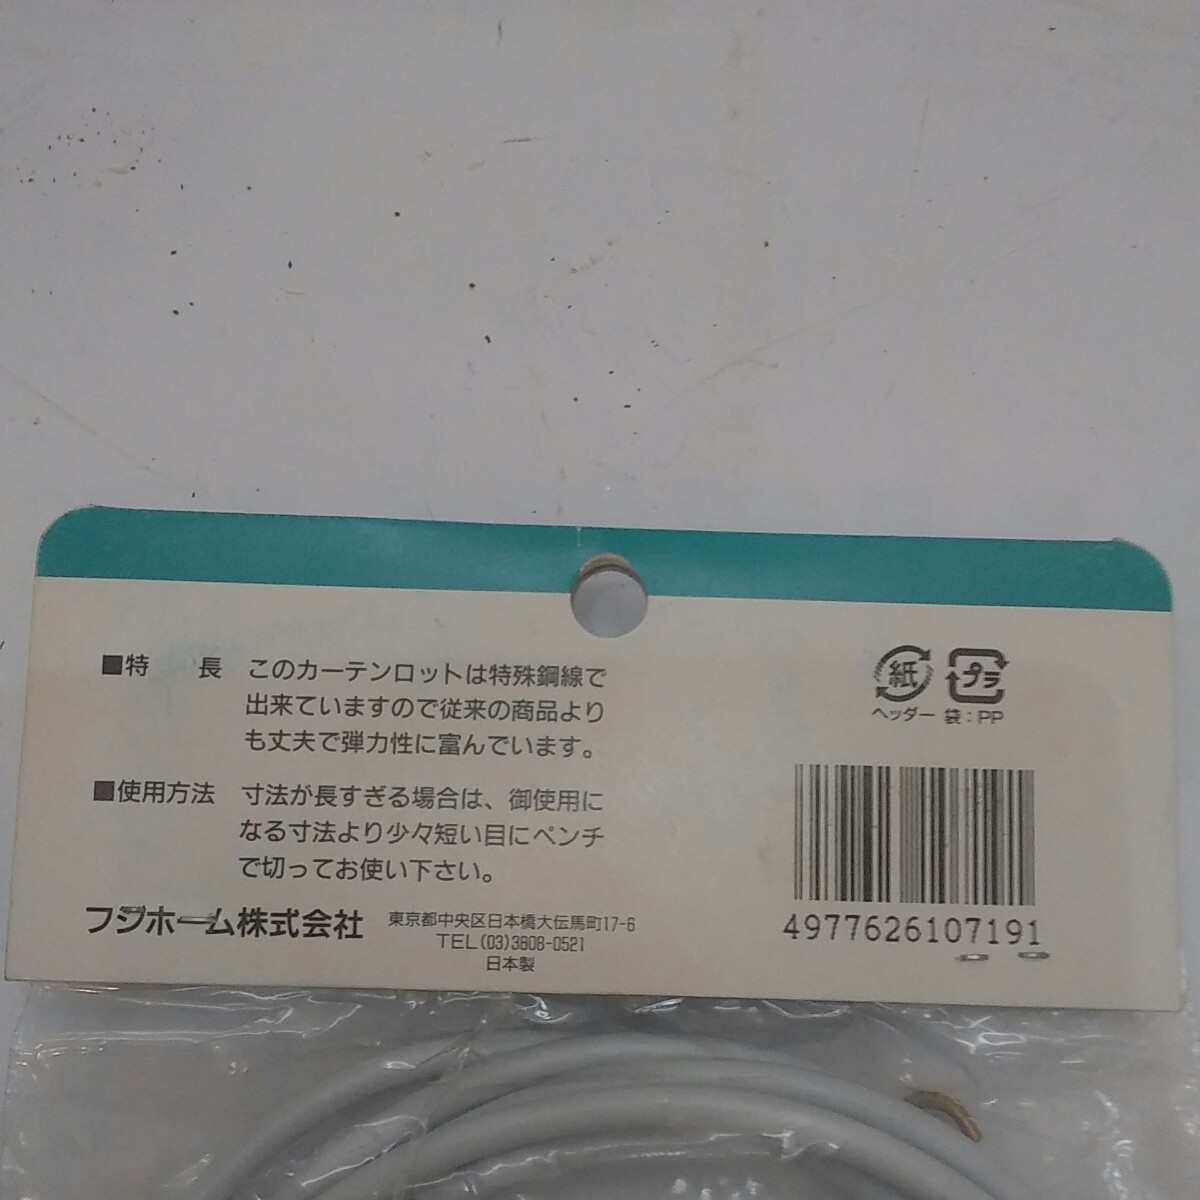 ■特　長　このカーテンロットは特殊鋼線で
出来ていますので従来の商品より
も丈夫で弾力性に富んでいます。
■使用方法　寸法が長すぎる場合は、御使用に
なる寸法より少々短い目にペンチ
で切ってお使い下さい。
フジホーム株式会社　東京都中央区日本橋大伝馬町17-6
TEL(03)3808-0521
日本製
紙　プラ
ヘッダー　袋:PP
4977626107191